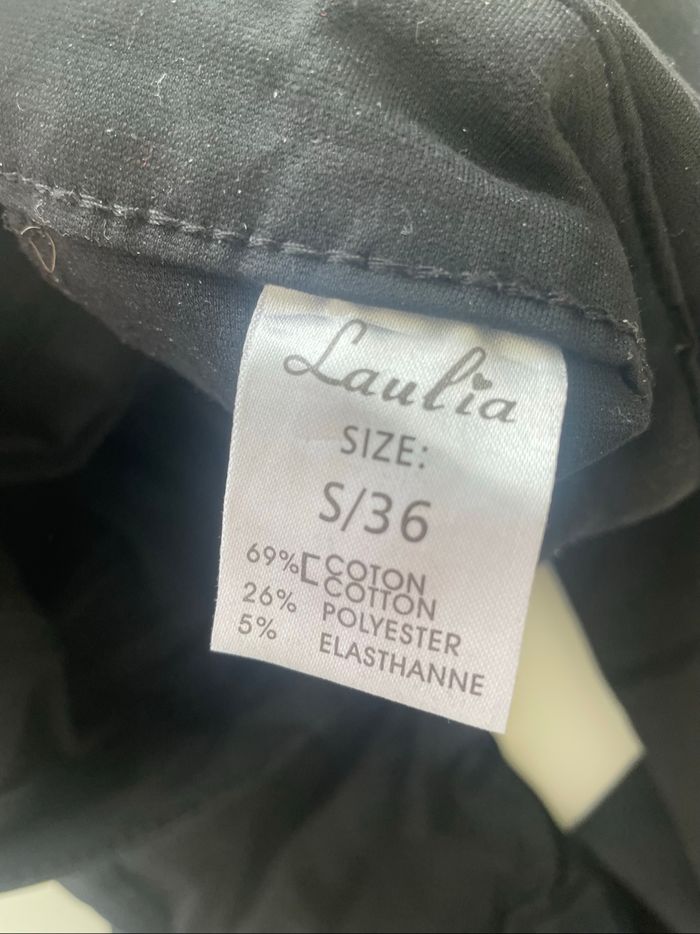 Laulia
SIZE:
S/36
69% COTON
COTTON
26% POLYESTER
5% ELASTHANNE